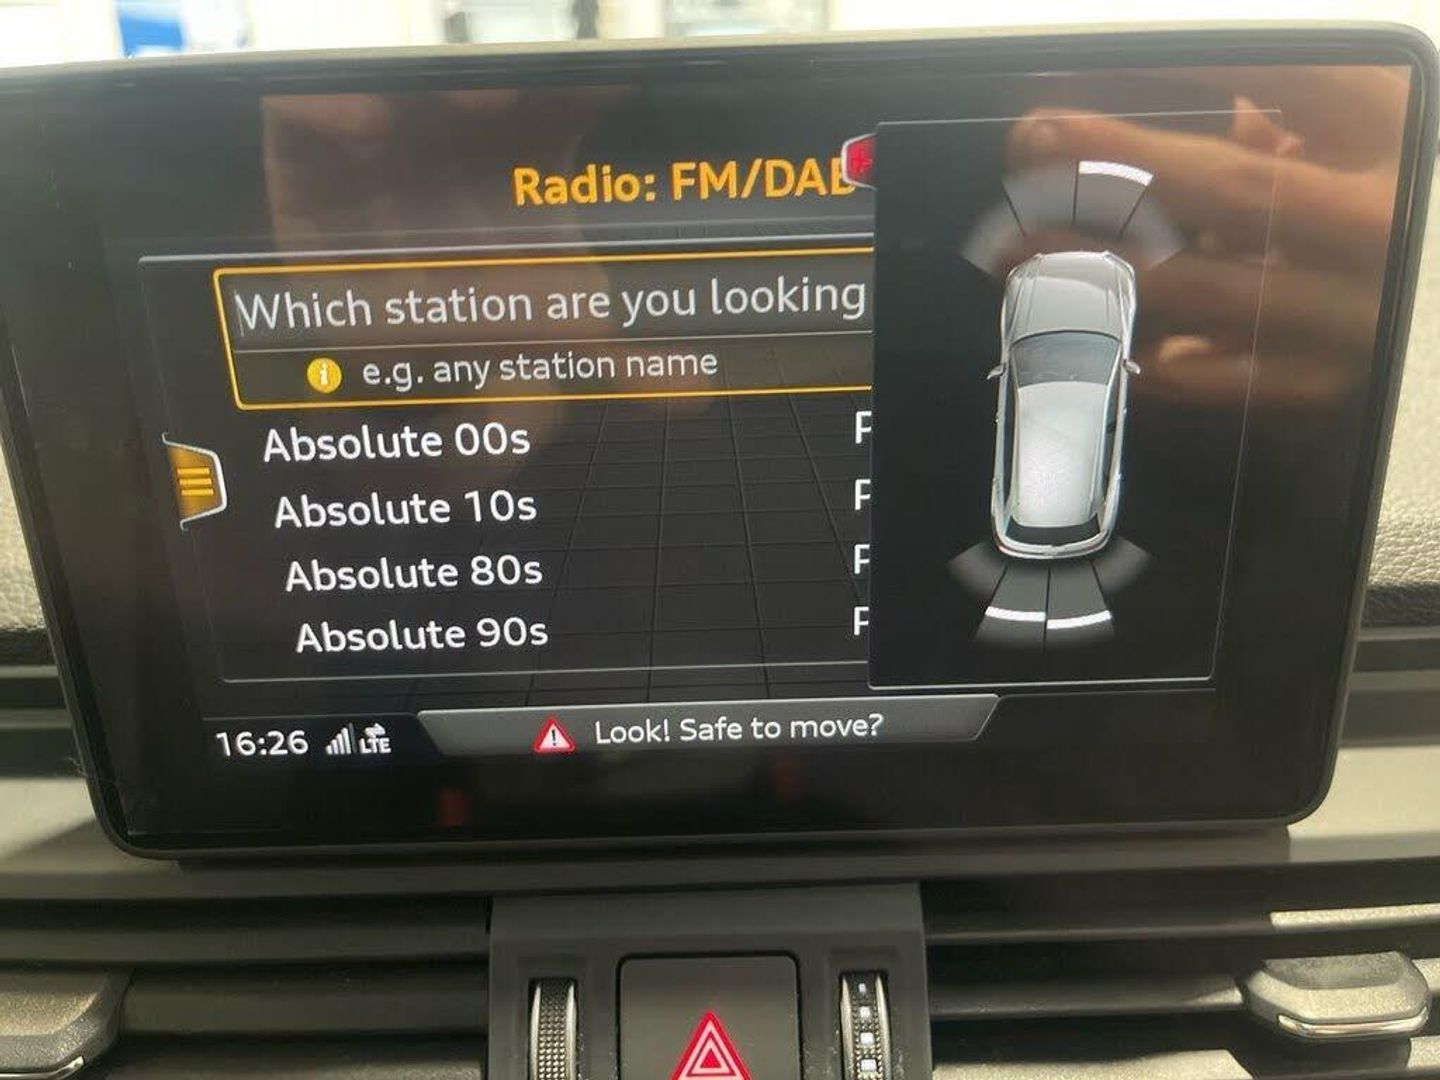 Radio: FM/DAB
Which station are you looking
e.g. any station name
Absolute 00s
Absolute 10s
Absolute 80s
Absolute 90s
16:26 LTE
Look! Safe to move?